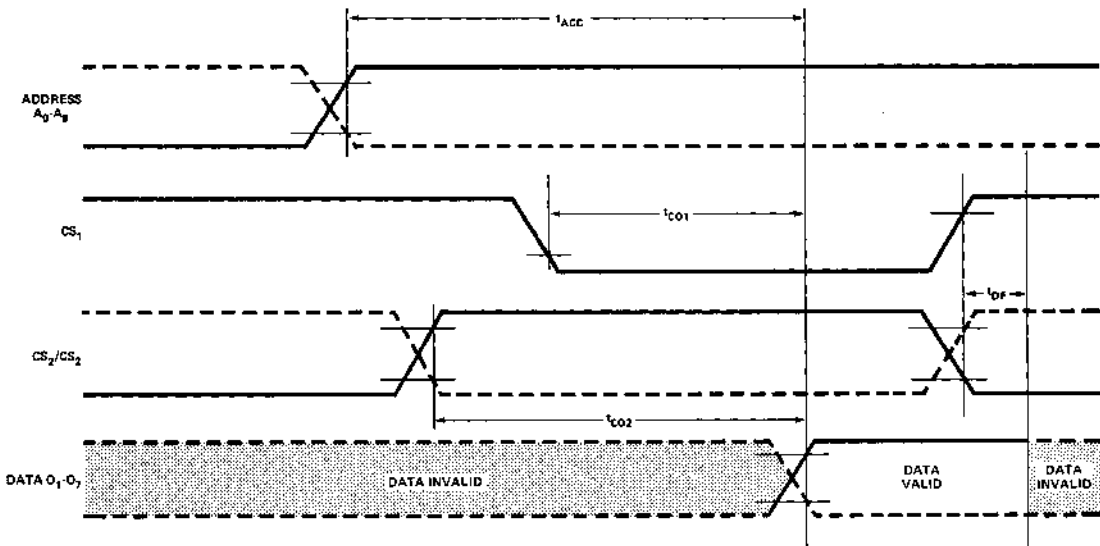 tACC
ADDRESS
A0-A9
CS1
tCO1
tDF
CS2/CS2
tCO2
DATA O1-O7
DATA INVALID
DATA
VALID
DATA
INVALID